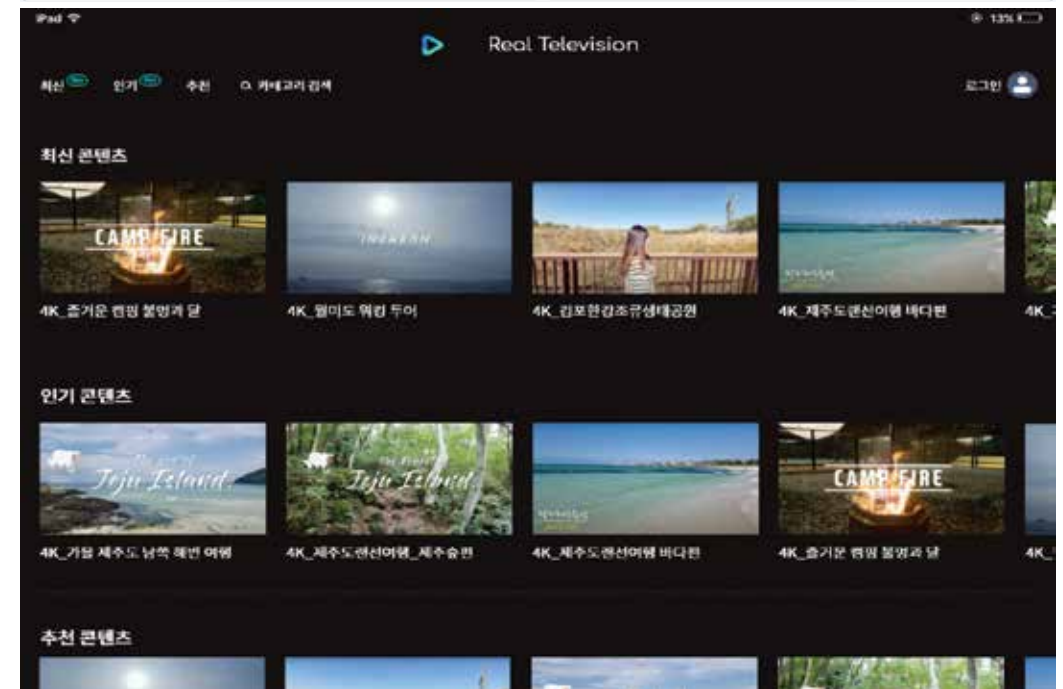 iPad
13%
Real Television
최신 New 인기 추천 카테고리 검색
로그인
최신 콘텐츠
CAMP FIRE
INCHEON
4K_즐거운 캠핑 불멍과 달
4K_월미도 워킹 투어
4K_김포한강조류생태공원
4K_제주도랜선여행 바다편
4K_
인기 콘텐츠
Jeju Island
Jeju Island
CAMP FIRE
4K_가을 제주도 남쪽 해변 여행
4K_제주도랜선여행_제주숲편
4K_제주도랜선여행 바다편
4K_즐거운 캠핑 불멍과 달
4K_
추천 콘텐츠